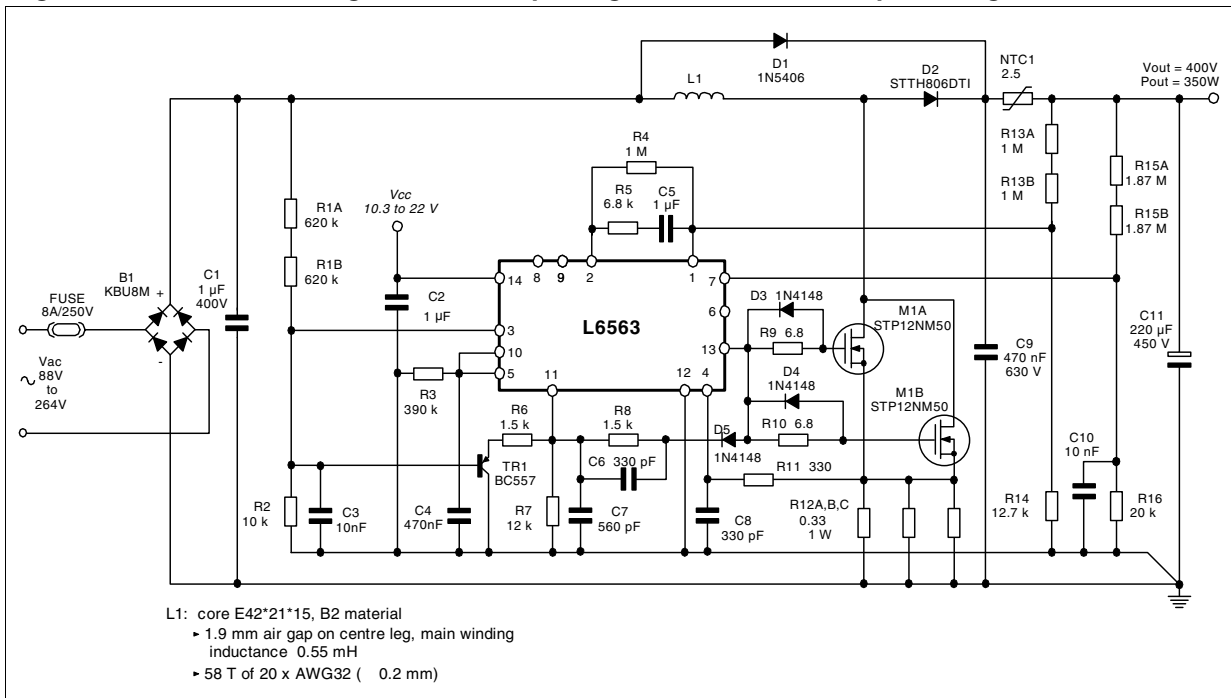 D1
1N5406
L1
D2
STTH806DTI
NTC1
2.5
Vout = 400V
Pout = 350W
R4
1 M
R5
6.8 k
C5
1 µF
R13A
1 M
R13B
1 M
R15A
1.87 M
R15B
1.87 M
Vcc
10.3 to 22 V
R1A
620 k
R1B
620 k
B1
KBU8M
+
-
C1
1 µF
400V
FUSE
8A/250V
Vac
88V
to
264V
C2
1 µF
14
8
9
2
1
7
3
L6563
6
10
5
13
11
12
4
D3
1N4148
R9 6.8
M1A
STP12NM50
D4
1N4148
M1B
STP12NM50
R10 6.8
C9
470 nF
630 V
C11
220 µF
450 V
R3
390 k
R6
1.5 k
R8
1.5 k
D5
1N4148
C6 330 pF
TR1
BC557
R11 330
C10
10 nF
R2
10 k
C3
10nF
C4
470nF
R7
12 k
C7
560 pF
C8
330 pF
R12A,B,C
0.33
1 W
R14
12.7 k
R16
20 k
L1: core E42*21*15, B2 material
► 1.9 mm air gap on centre leg, main winding
inductance 0.55 mH
► 58 T of 20 x AWG32 ( 0.2 mm)